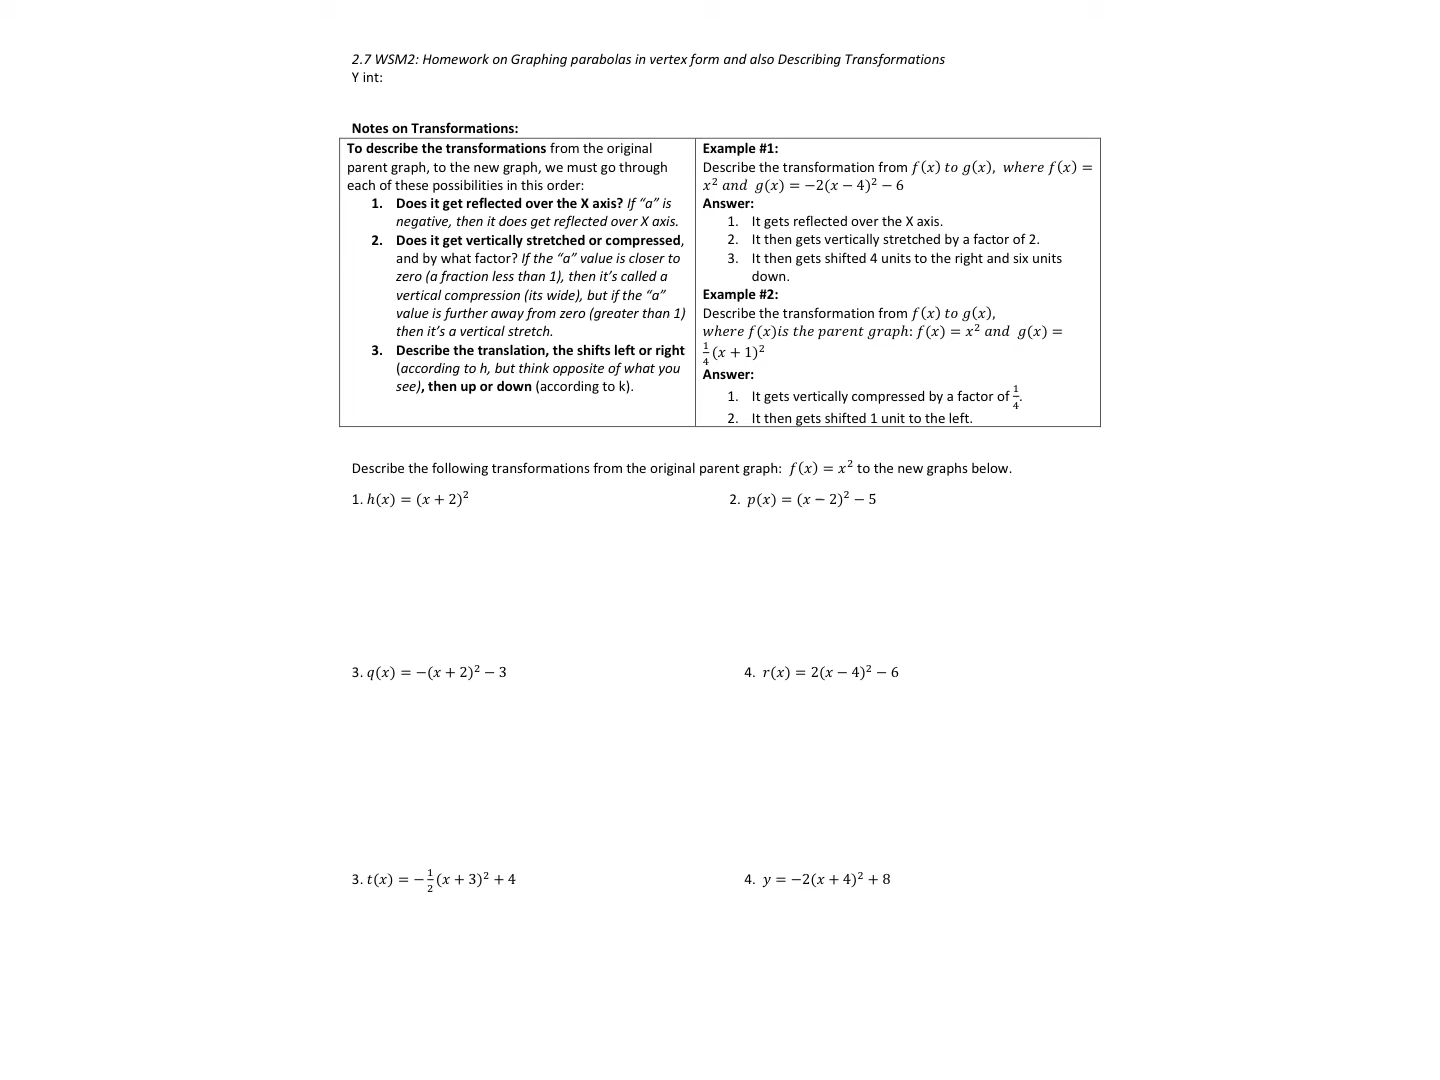 2.7 WSM2: Homework on Graphing parabolas in vertex form and also Describing Transformations
Y int:
Notes on Transformations:
To describe the transformations from the original
parent graph, to the new graph, we must go through
each of these possibilities in this order:
1. Does it get reflected over the X axis? If “a” is
negative, then it does get reflected over X axis.
2. Does it get vertically stretched or compressed,
and by what factor? If the “a” value is closer to
zero (a fraction less than 1), then it’s called a
vertical compression (its wide), but if the “a”
value is further away from zero (greater than 1)
then it’s a vertical stretch.
3. Describe the translation, the shifts left or right
(according to h, but think opposite of what you
see), then up or down (according to k).
Example #1:
Describe the transformation from f(x) to g(x), where f(x) =
x² and g(x) = −2(x − 4)² − 6
Answer:
1. It gets reflected over the X axis.
2. It then gets vertically stretched by a factor of 2.
3. It then gets shifted 4 units to the right and six units
down.
Example #2:
Describe the transformation from f(x) to g(x),
where f(x)is the parent graph: f(x) = x² and g(x) =
1/4 (x + 1)²
Answer:
1. It gets vertically compressed by a factor of 1/4.
2. It then gets shifted 1 unit to the left.
Describe the following transformations from the original parent graph: f(x) = x² to the new graphs below.
1. h(x) = (x + 2)²
2. p(x) = (x − 2)² − 5
3. q(x) = −(x + 2)² − 3
4. r(x) = 2(x − 4)² − 6
3. t(x) = −1/2(x + 3)² + 4
4. y = −2(x + 4)² + 8